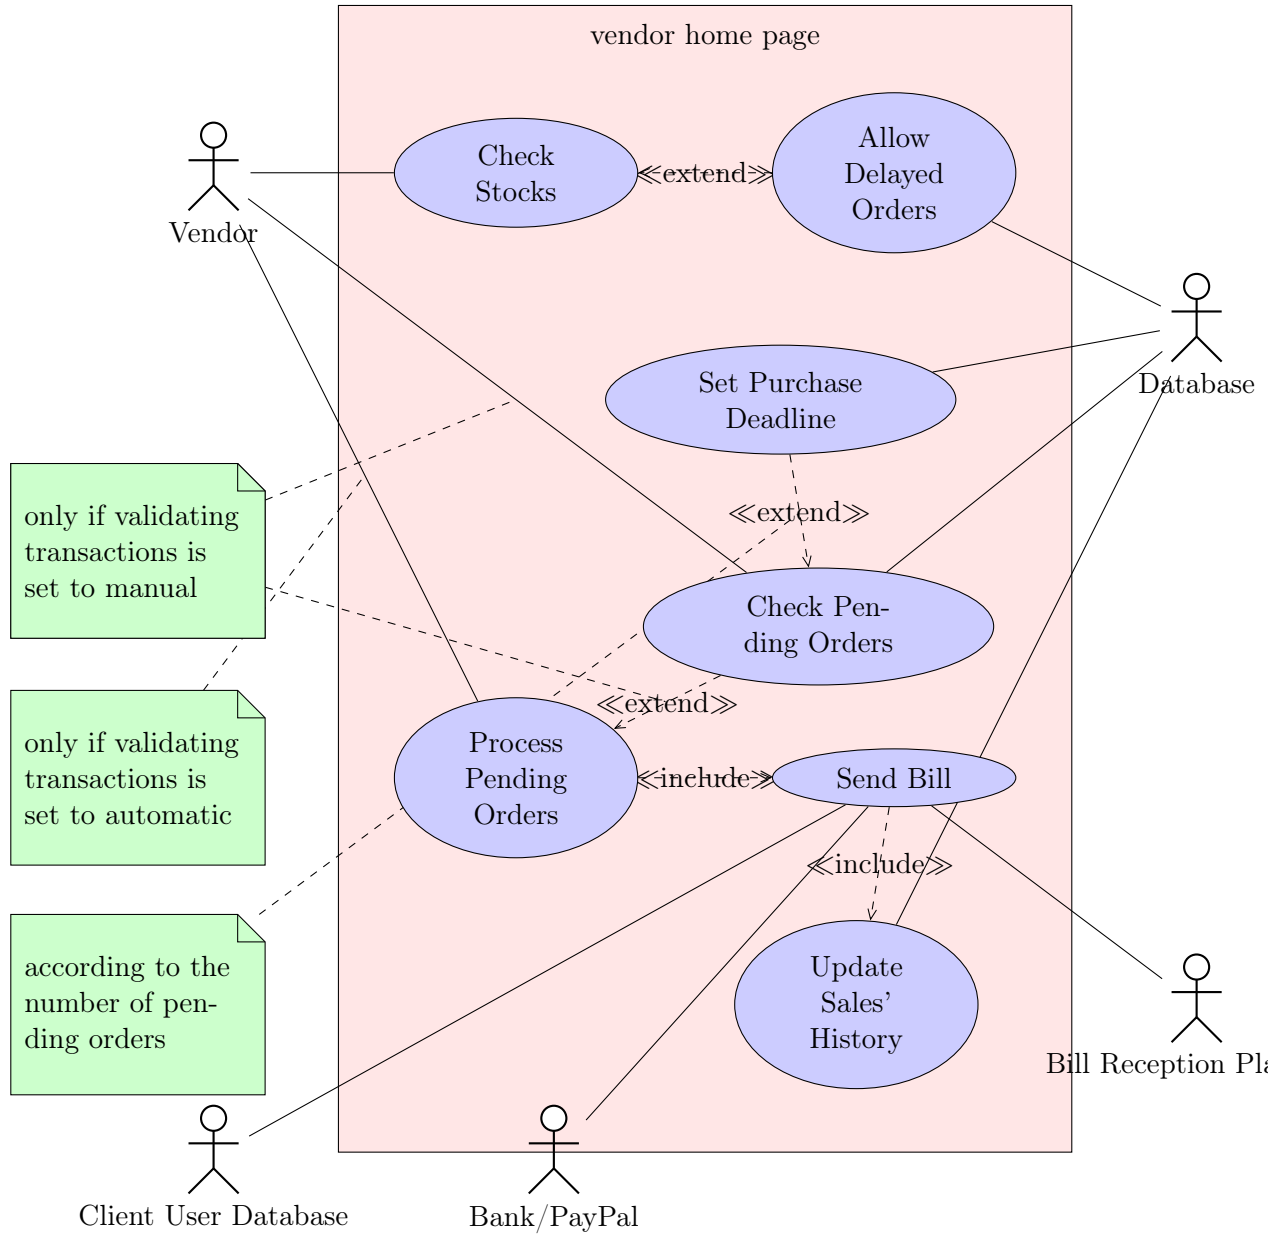 vendor home page
Check
Stocks
≪extend≫
Allow
Delayed
Orders
Vendor
Database
Set Purchase
Deadline
only if validating
transactions is
set to manual
≪extend≫
Check Pen-
ding Orders
≪extend≫
only if validating
transactions is
set to automatic
Process
Pending
Orders
≪include≫
Send Bill
≪include≫
according to the
number of pen-
ding orders
Update
Sales'
History
Bill Reception
Client User Database
Bank/PayPal